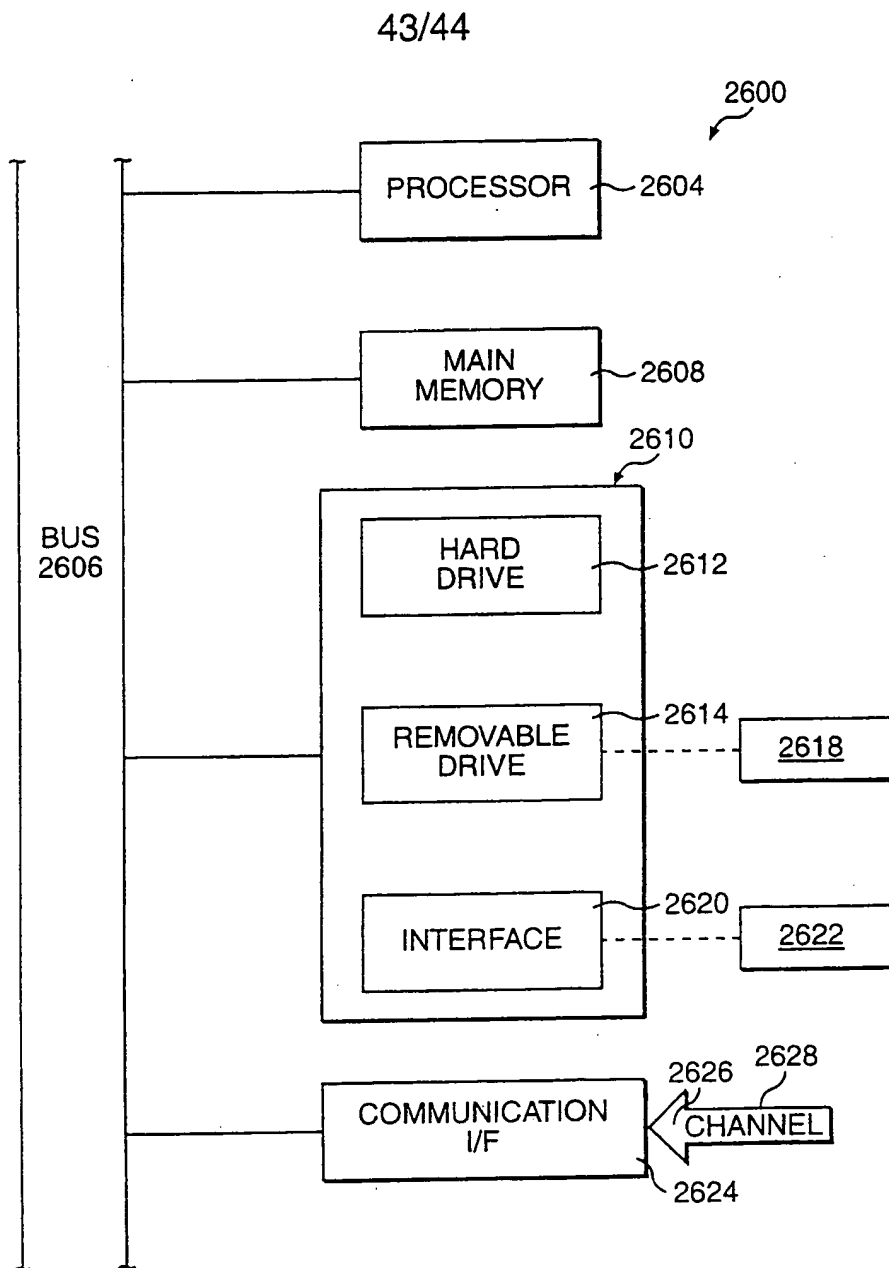 43/44
2600
PROCESSOR
2604
MAIN
MEMORY
2608
2610
BUS
2606
HARD
DRIVE
2612
2614
REMOVABLE
DRIVE
2618
2620
INTERFACE
2622
2628
2626
COMMUNICATION
I/F
CHANNEL
2624